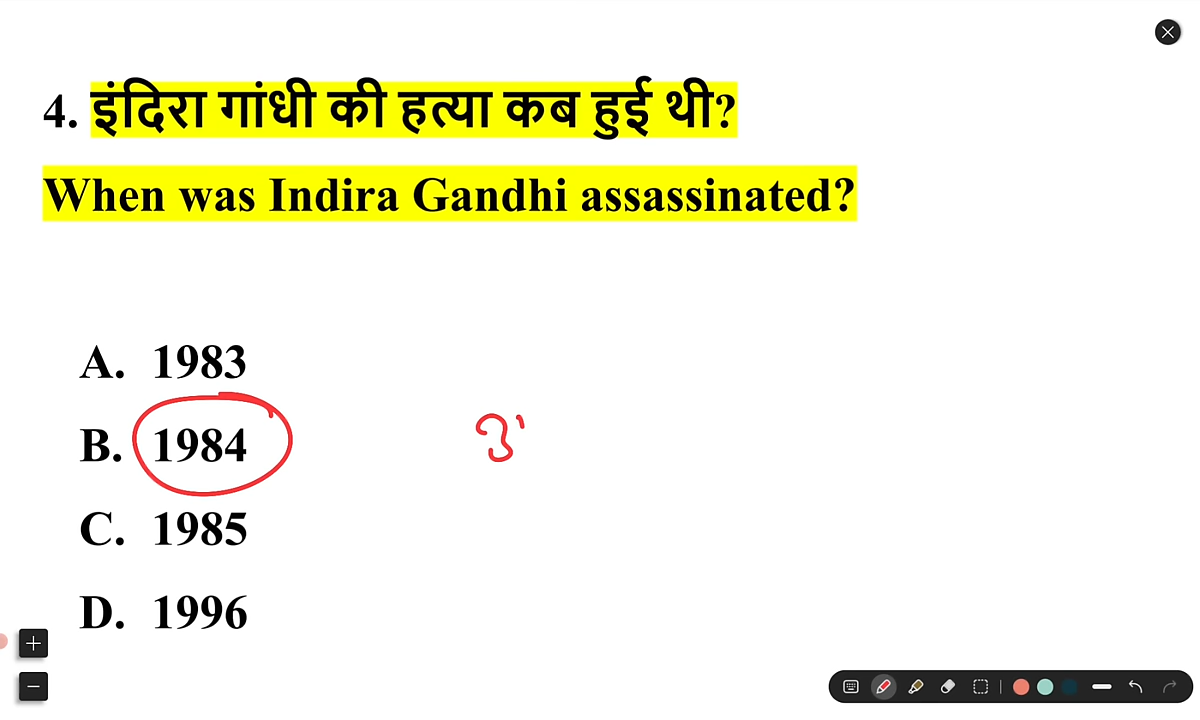 4. इंदिरा गांधी की हत्या कब हुई थी?
When was Indira Gandhi assassinated?
A. 1983
B. 1984
C. 1985
D. 1996